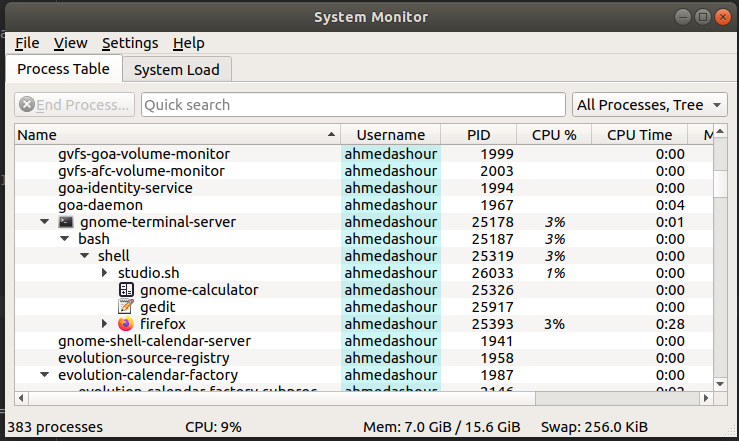 System Monitor
File View Settings Help
Process Table System Load
End Process... Quick search All Processes, Tree
Name Username PID CPU % CPU Time
gvfs-goa-volume-monitor ahmedashour 1999 0:00
gvfs-afc-volume-monitor ahmedashour 2003 0:00
goa-identity-service ahmedashour 1994 0:00
goa-daemon ahmedashour 1967 0:04
gnome-terminal-server ahmedashour 25178 3% 0:01
bash ahmedashour 25187 3% 0:00
shell ahmedashour 25319 3% 0:00
studio.sh ahmedashour 26033 1% 0:00
gnome-calculator ahmedashour 25326 0:00
gedit ahmedashour 25917 0:00
firefox ahmedashour 25393 3% 0:28
gnome-shell-calendar-server ahmedashour 1941 0:00
evolution-source-registry ahmedashour 1958 0:00
evolution-calendar-factory ahmedashour 1987 0:00
383 processes CPU: 9% Mem: 7.0 GiB / 15.6 GiB Swap: 256.0 KiB